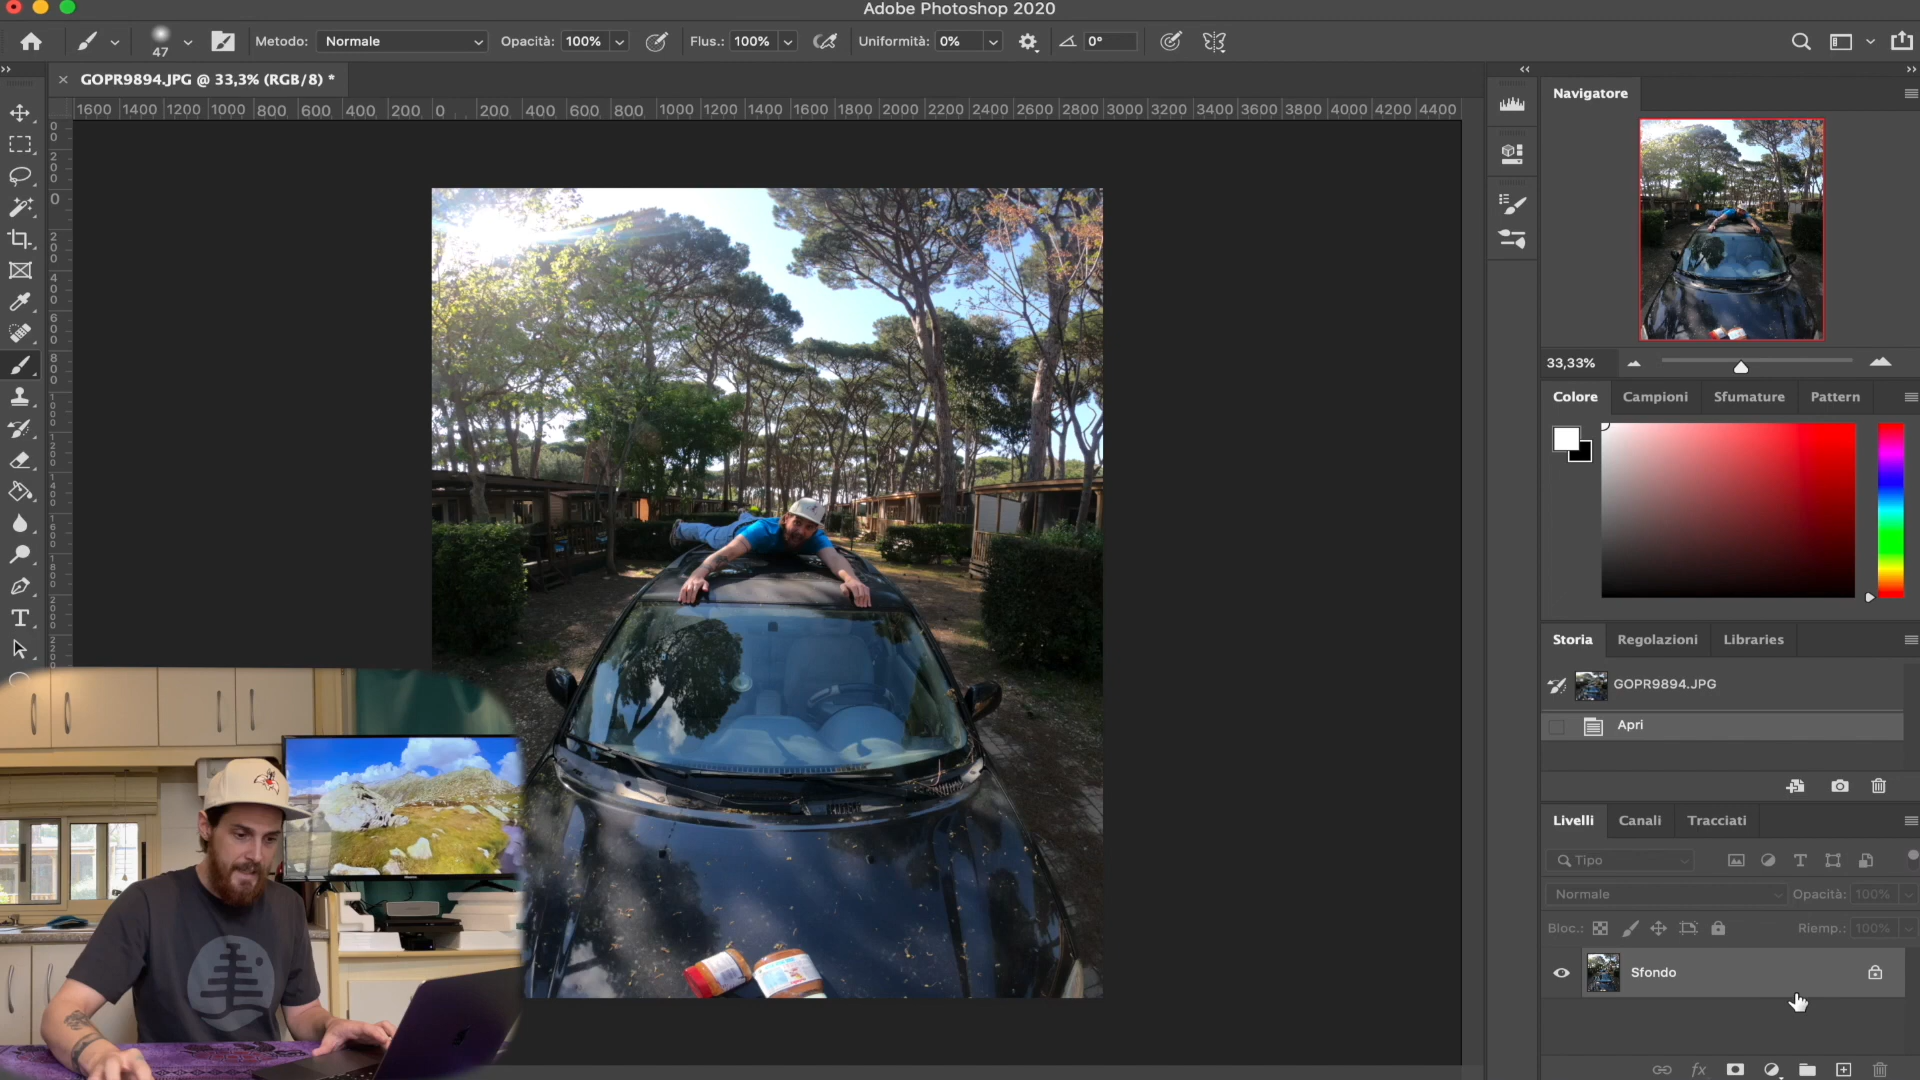 Adobe Photoshop 2020
47
Metodo: Normale Opacità: 100% Flus.: 100% Uniformità: 0% 0°
GOPR9894.JPG @ 33,3% (RGB/8) *
1600 1400 1200 1000 800 600 400 200 0 200 400 600 800 1000 1200 1400 1600 1800 2000 2200 2400 2600 2800 3000 3200 3400 3600 3800 4000 4200 4400
Navigatore
33,33%
Colore Campioni Sfumature Pattern
Storia Regolazioni Libraries
GOPR9894.JPG
Apri
Livelli Canali Tracciati
Tipo
Normale Opacità: 100%
Bloc.: Riemp.: 100%
Sfondo
fx